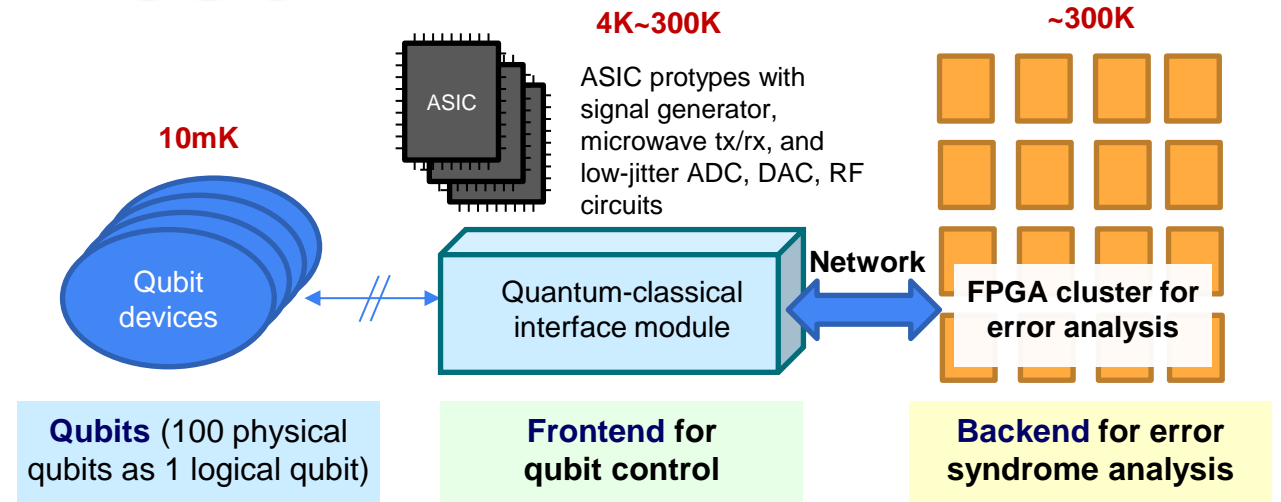 4K~300K
~300K
ASIC
ASIC protypes with
signal generator,
microwave tx/rx, and
low-jitter ADC, DAC, RF
circuits
10mK
Qubit
devices
Quantum-classical
interface module
Network
FPGA cluster for
error analysis
Qubits (100 physical
qubits as 1 logical qubit)
Frontend for
qubit control
Backend for error
syndrome analysis